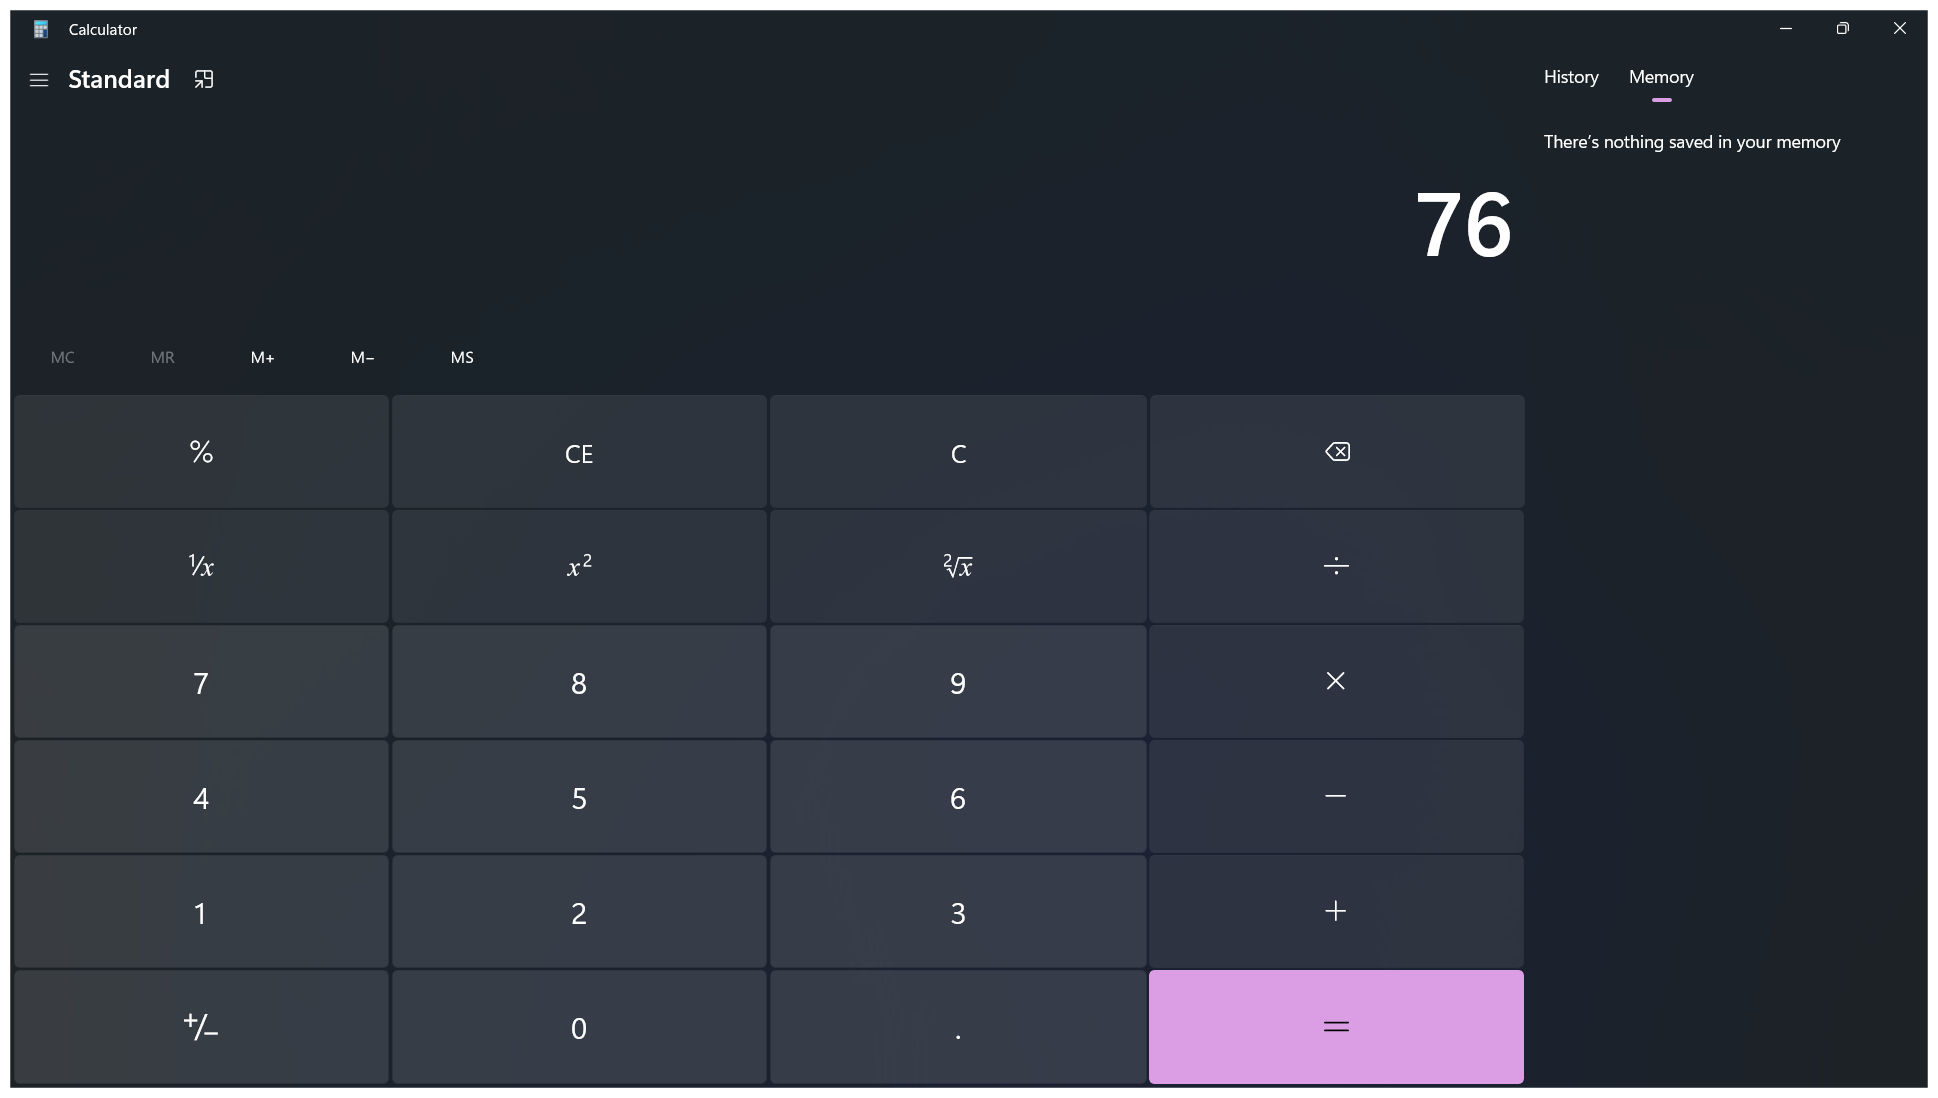 Calculator
Standard
History Memory
There's nothing saved in your memory
76
MC MR M+ M− MS
% CE C
1/x x² ²√x ÷
7 8 9 ×
4 5 6 −
1 2 3 +
+/− 0 . =